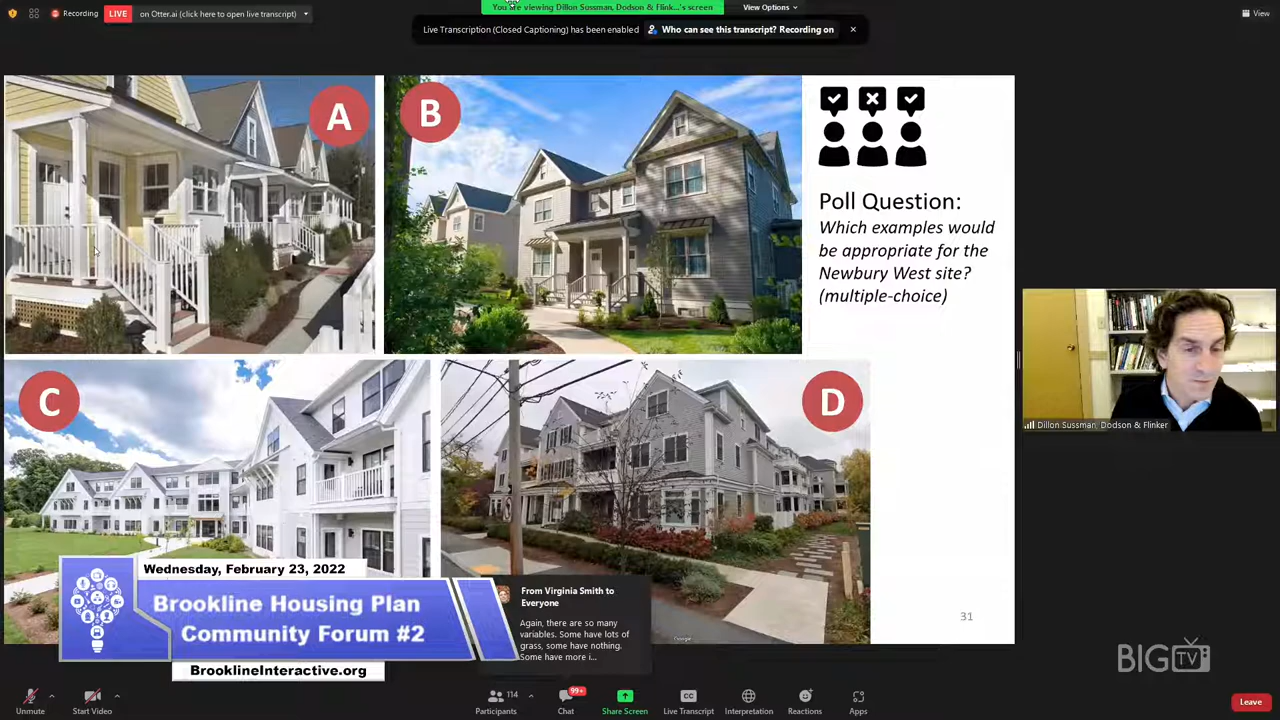 You are viewing Dillon Sussman, Dodson & Flink...'s screen
View Options
Recording
LIVE
on Otter.ai (click here to open live transcript)
View
Live Transcription (Closed Captioning) has been enabled
Who can see this transcript? Recording on
A
B
C
D
Poll Question:
Which examples would
be appropriate for the
Newbury West site?
(multiple-choice)
31
Dillon Sussman, Dodson & Flinker
Wednesday, February 23, 2022
Brookline Housing Plan
Community Forum #2
BrooklineInteractive.org
From Virginia Smith to
Everyone
Again, there are so many
variables. Some have lots of
grass, some have nothing.
Some have more i...
Google
BIG TV
Unmute
Start Video
114
Participants
99+
Chat
Share Screen
CC
Live Transcript
Interpretation
Reactions
Apps
Leave